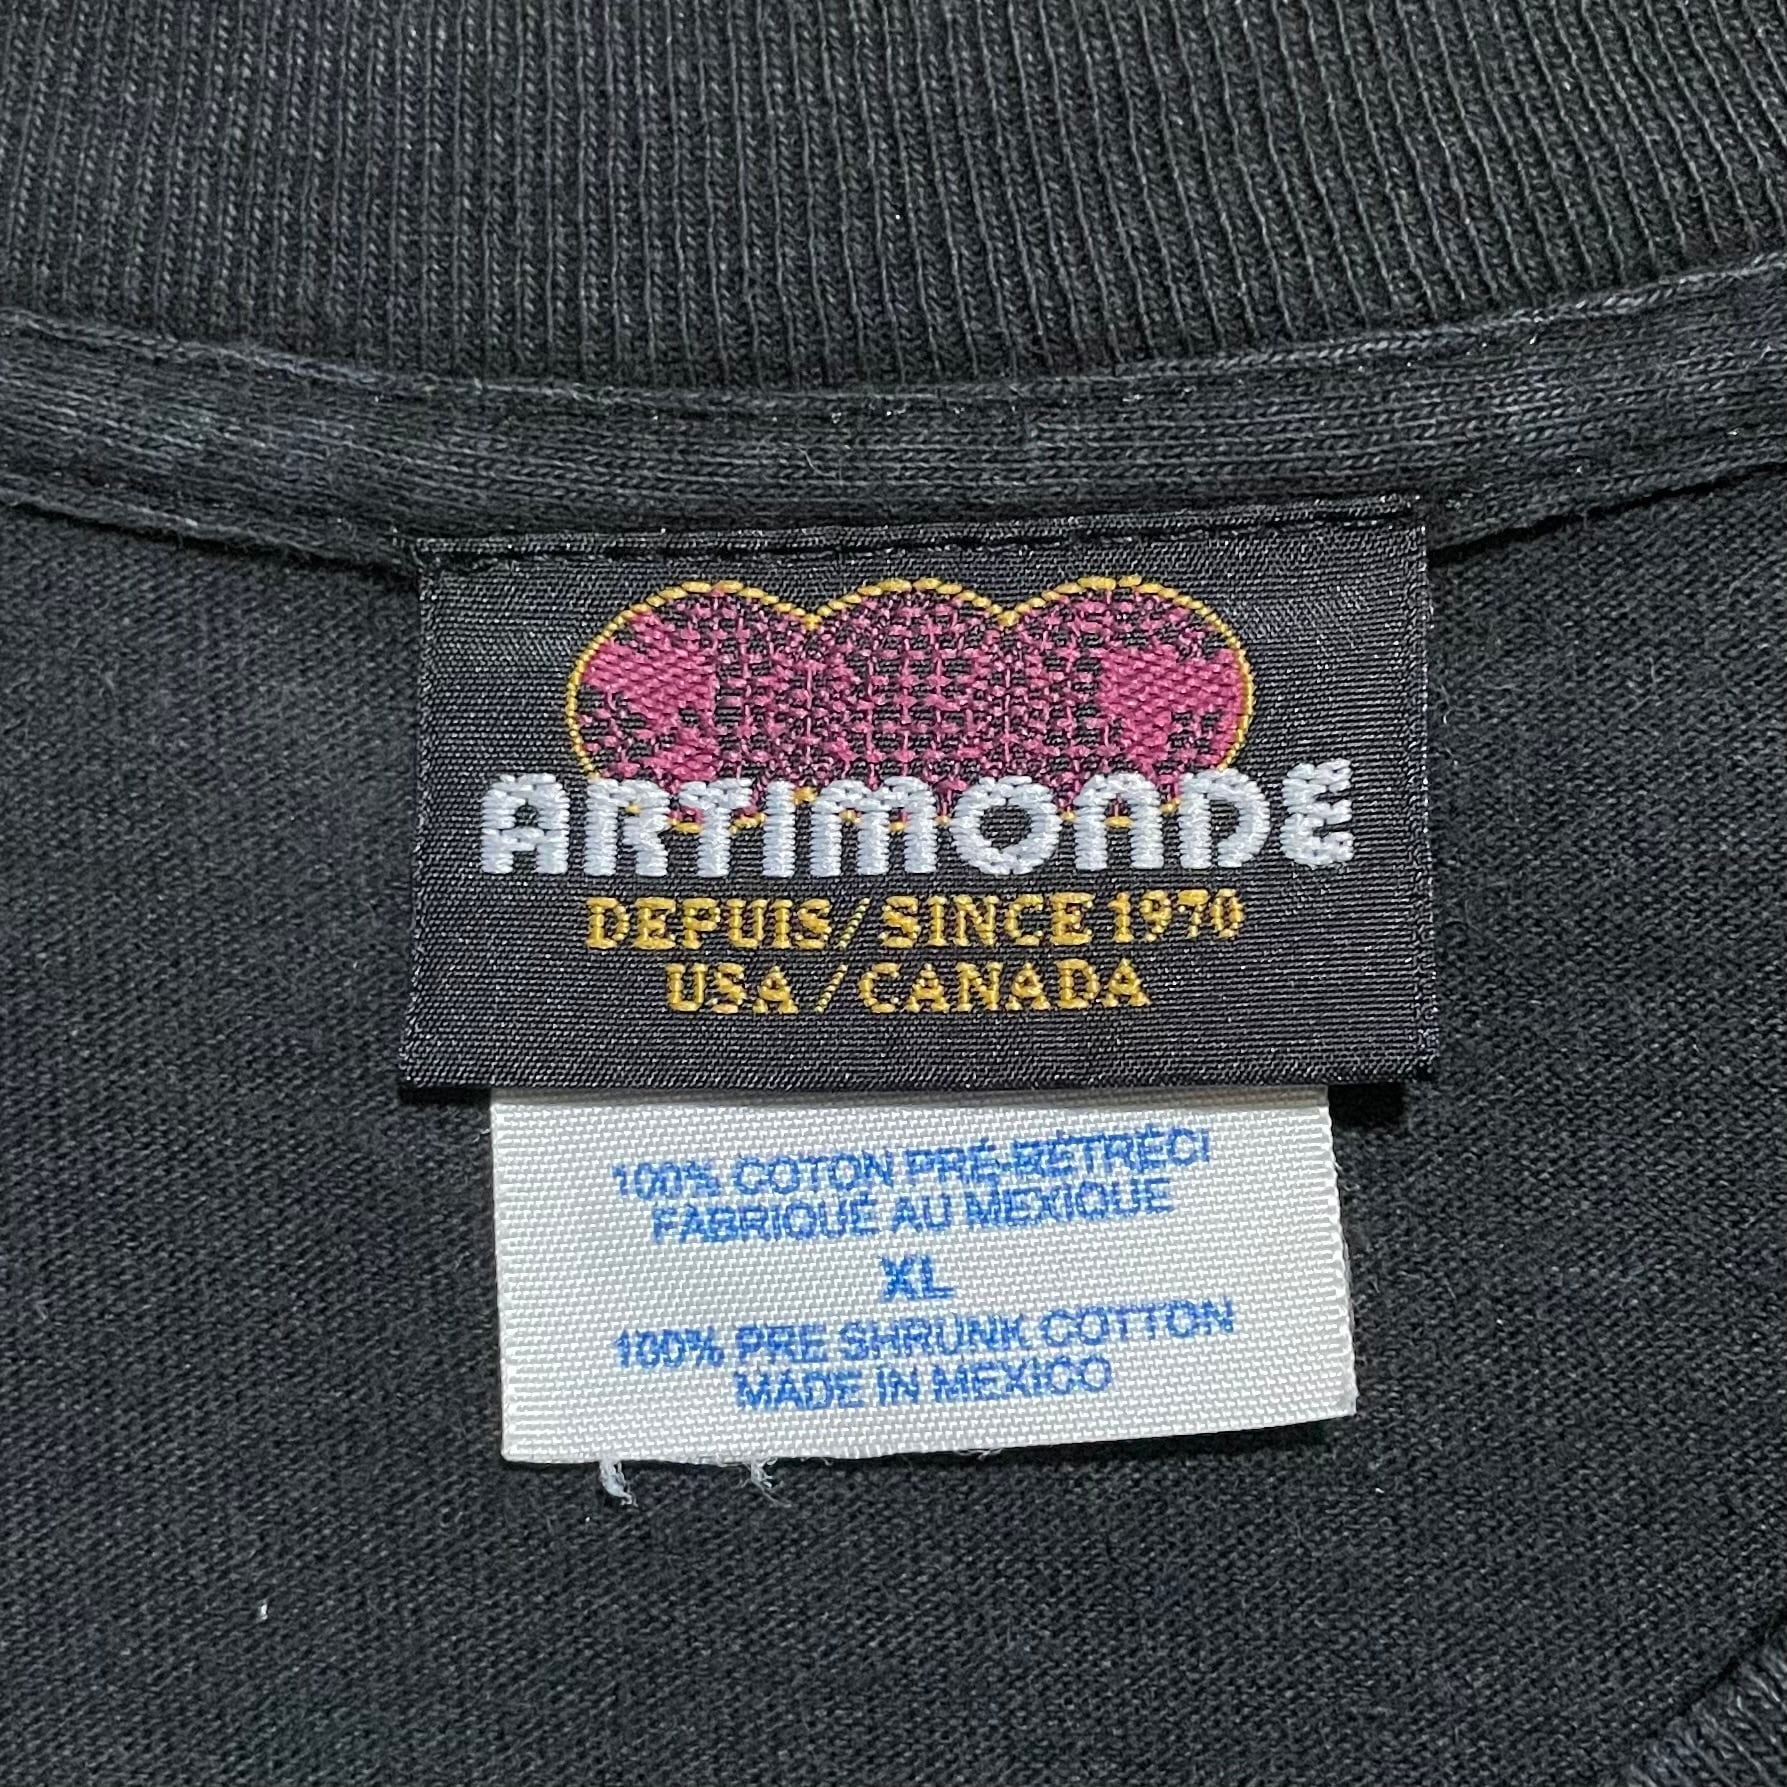 ARTIMONDE
DEPUIS/SINCE 1970
USA/CANADA
100% COTON PRÉ-RÉTRÉCI
FABRIQUÉ AU MEXIQUE
XL
100% PRE SHRUNK COTTON
MADE IN MEXICO